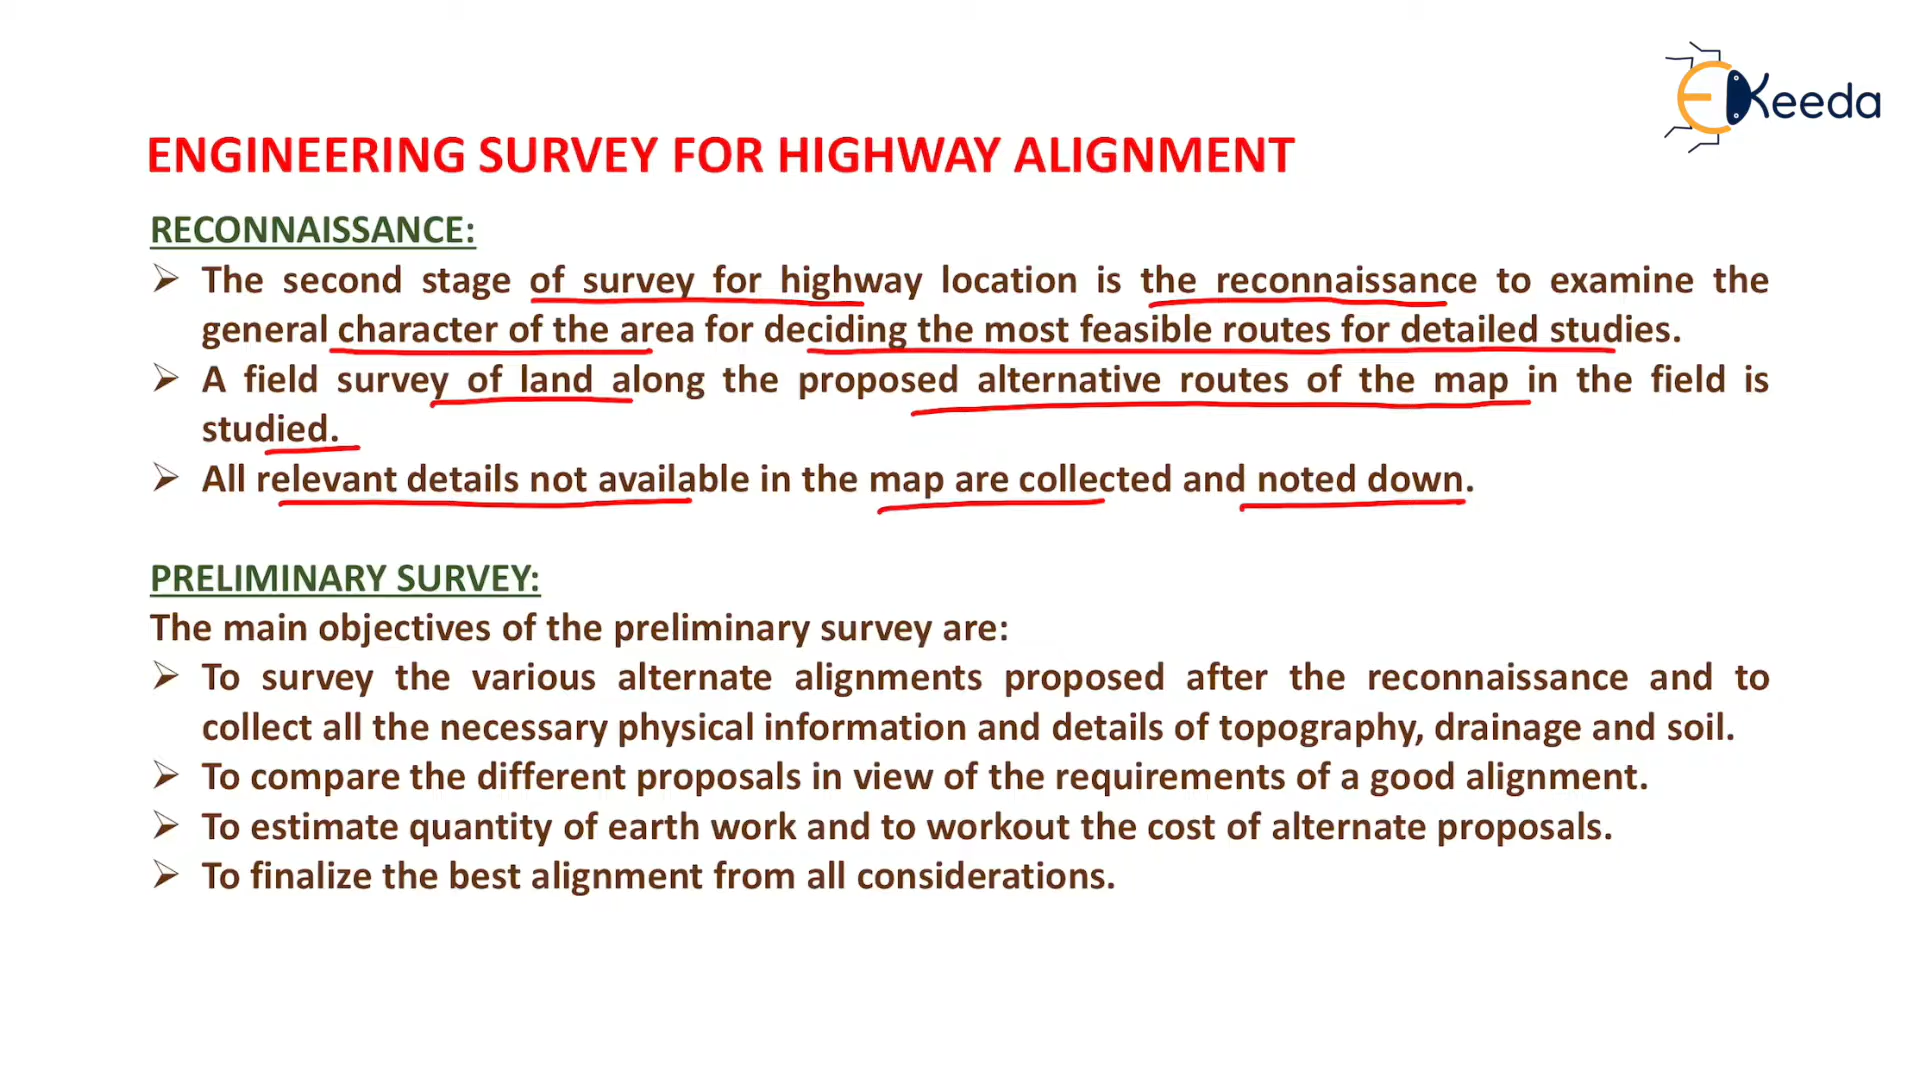 EKeeda
ENGINEERING SURVEY FOR HIGHWAY ALIGNMENT
RECONNAISSANCE:
➢ The second stage of survey for highway location is the reconnaissance to examine the
general character of the area for deciding the most feasible routes for detailed studies.
➢ A field survey of land along the proposed alternative routes of the map in the field is
studied.
➢ All relevant details not available in the map are collected and noted down.
PRELIMINARY SURVEY:
The main objectives of the preliminary survey are:
➢ To survey the various alternate alignments proposed after the reconnaissance and to
collect all the necessary physical information and details of topography, drainage and soil.
➢ To compare the different proposals in view of the requirements of a good alignment.
➢ To estimate quantity of earth work and to workout the cost of alternate proposals.
➢ To finalize the best alignment from all considerations.